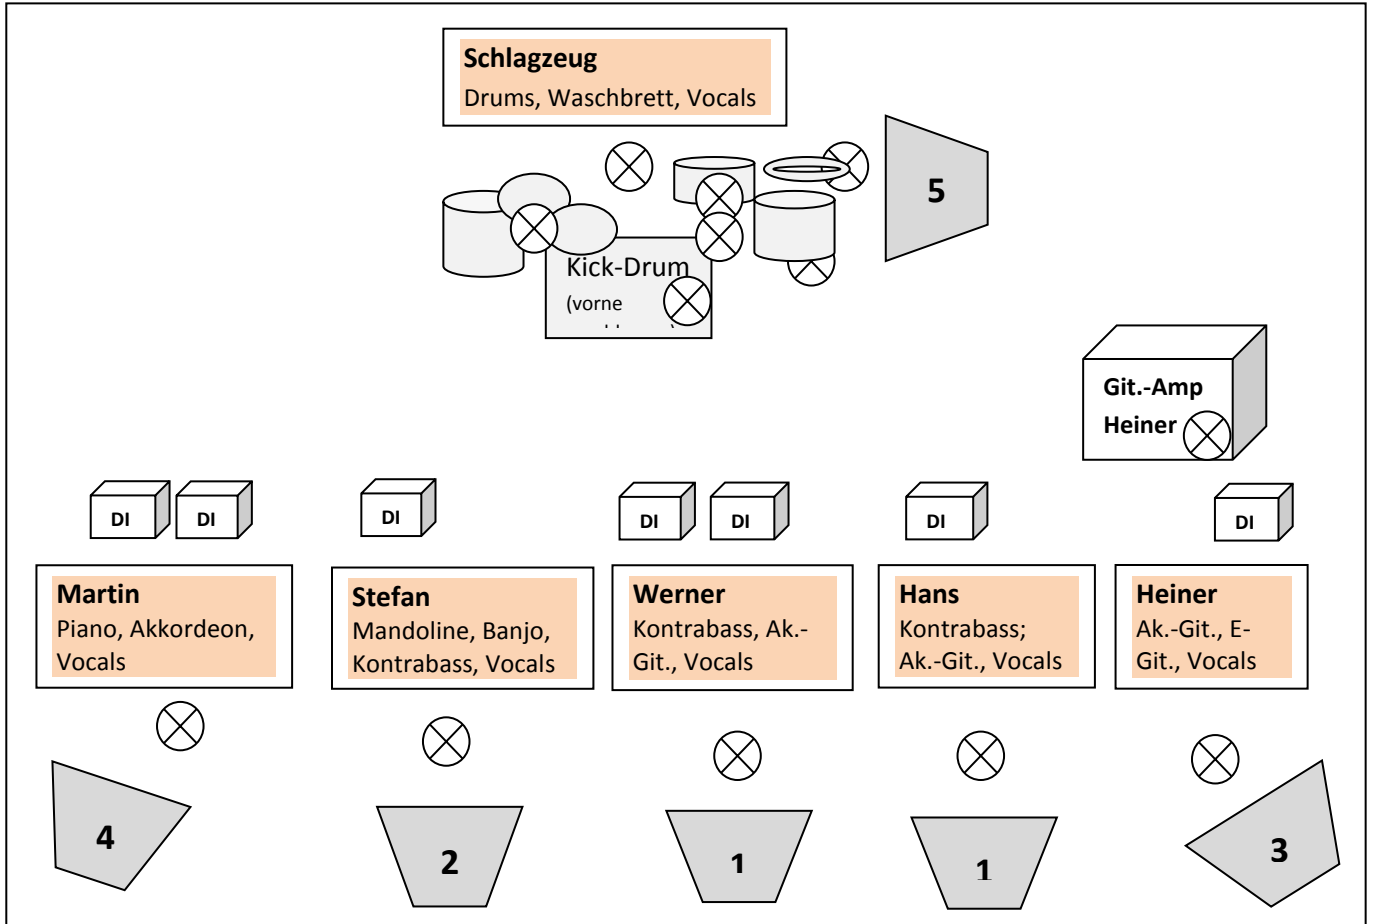 Schlagzeug
Drums, Waschbrett, Vocals
5
Kick-Drum
(vorne
Git.-Amp
Heiner
DI
DI
DI
DI
DI
DI
DI
Martin
Piano, Akkordeon,
Vocals
Stefan
Mandoline, Banjo,
Kontrabass, Vocals
Werner
Kontrabass, Ak.-
Git., Vocals
Hans
Kontrabass;
Ak.-Git., Vocals
Heiner
Ak.-Git., E-
Git., Vocals
4
2
1
1
3